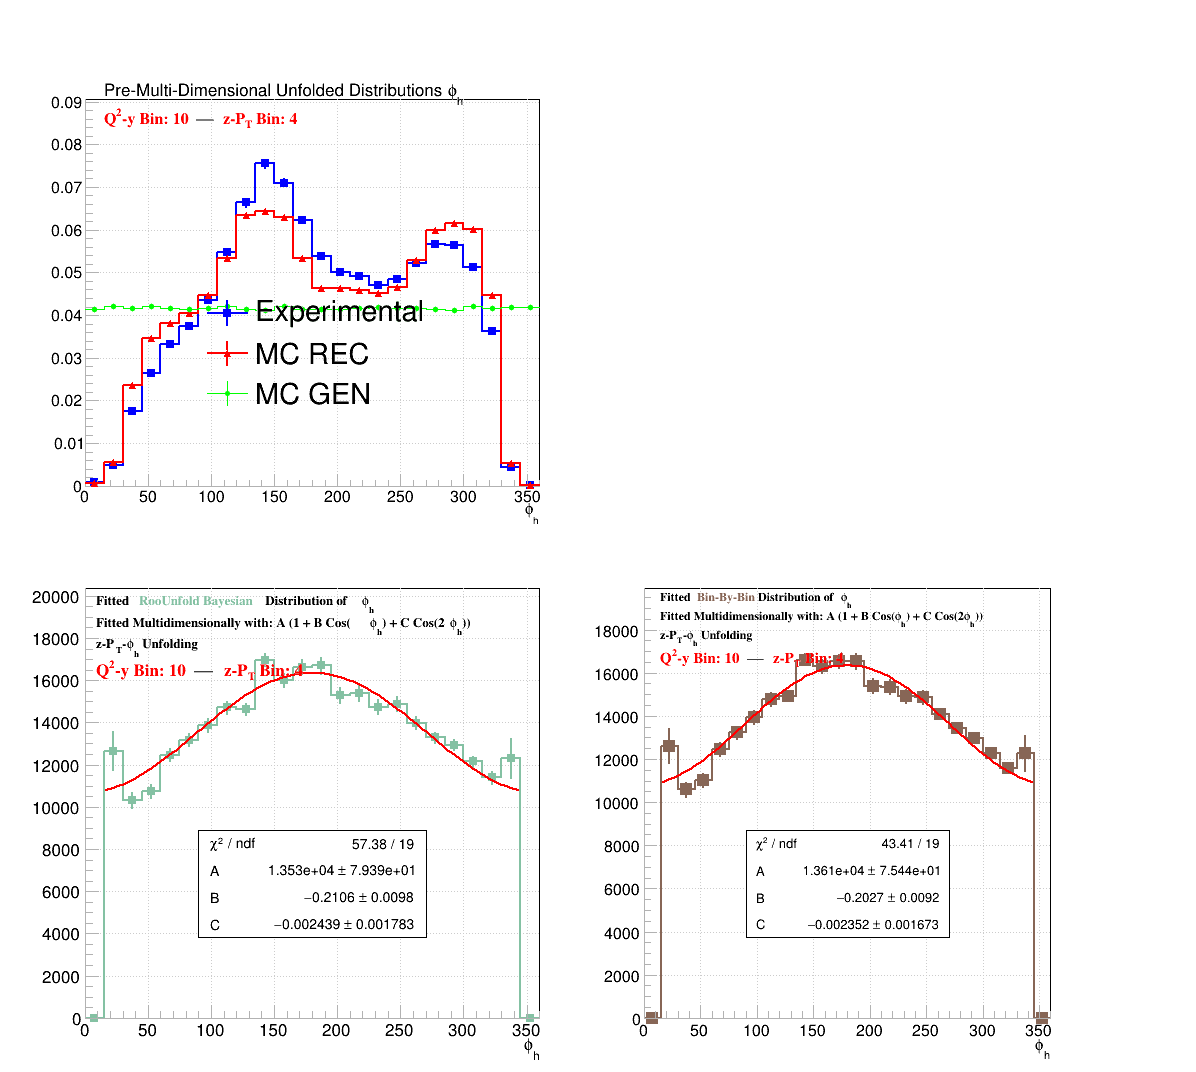 Pre-Multi-Dimensional Unfolded Distributions ϕh
Q2-y Bin: 10 — z-PT Bin: 4
0.09
0.08
0.07
0.06
0.05
0.04
0.03
0.02
0.01
0
Experimental
MC REC
MC GEN
0 50 100 150 200 250 300 350
ϕh
Fitted RooUnfold Bayesian Distribution of ϕh
Fitted Multidimensionally with: A (1 + B Cos(ϕh) + C Cos(2 ϕh))
z-PT-ϕh Unfolding
Q2-y Bin: 10 — z-PT Bin: 4
20000
18000
16000
14000
12000
10000
8000
6000
4000
2000
0
χ2 / ndf 57.38 / 19
A 1.353e+04 ± 7.939e+01
B −0.2106 ± 0.0098
C −0.002439 ± 0.001783
0 50 100 150 200 250 300 350
ϕh
Fitted Bin-By-Bin Distribution of ϕh
Fitted Multidimensionally with: A (1 + B Cos(ϕh) + C Cos(2ϕh))
z-PT-ϕh Unfolding
Q2-y Bin: 10 — z-PT Bin: 4
18000
16000
14000
12000
10000
8000
6000
4000
2000
0
χ2 / ndf 43.41 / 19
A 1.361e+04 ± 7.544e+01
B −0.2027 ± 0.0092
C −0.002352 ± 0.001673
0 50 100 150 200 250 300 350
ϕh